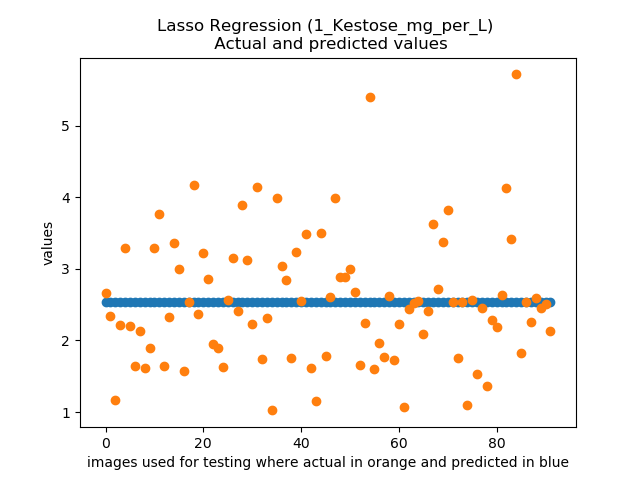 Lasso Regression (1_Kestose_mg_per_L)
Actual and predicted values
values
5
4
3
2
1
0
20
40
60
80
images used for testing where actual in orange and predicted in blue